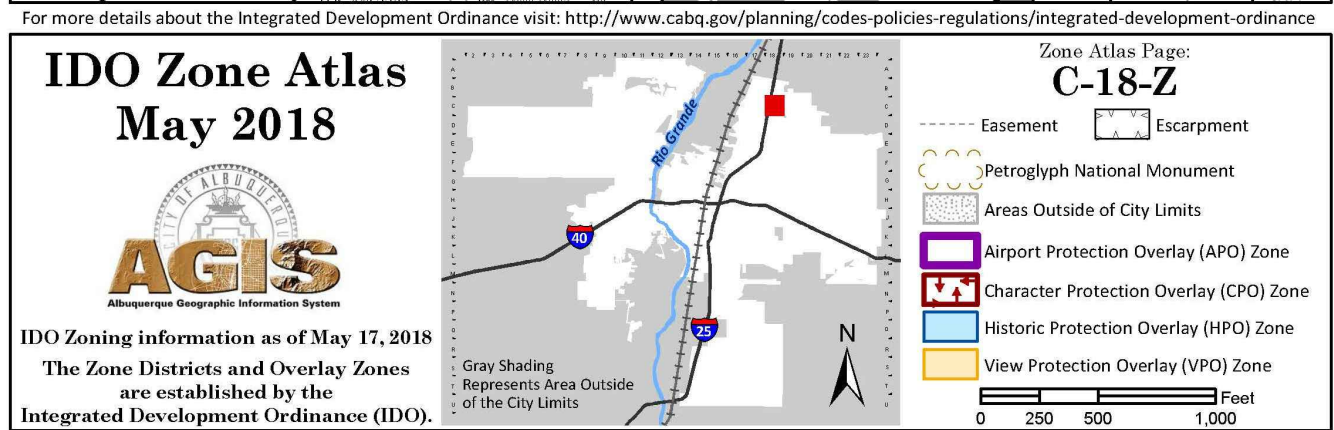 For more details about the Integrated Development Ordinance visit: http://www.cabq.gov/planning/codes-policies-regulations/integrated-development-ordinance
IDO Zone Atlas
May 2018
CITY OF ALBUQUERQUE
AGIS
Albuquerque Geographic Information System
IDO Zoning information as of May 17, 2018
The Zone Districts and Overlay Zones
are established by the
Integrated Development Ordinance (IDO).
Rio Grande
40
25
Gray Shading
Represents Area Outside
of the City Limits
N
Zone Atlas Page:
C-18-Z
Easement
Escarpment
Petroglyph National Monument
Areas Outside of City Limits
Airport Protection Overlay (APO) Zone
Character Protection Overlay (CPO) Zone
Historic Protection Overlay (HPO) Zone
View Protection Overlay (VPO) Zone
Feet
0 250 500 1,000